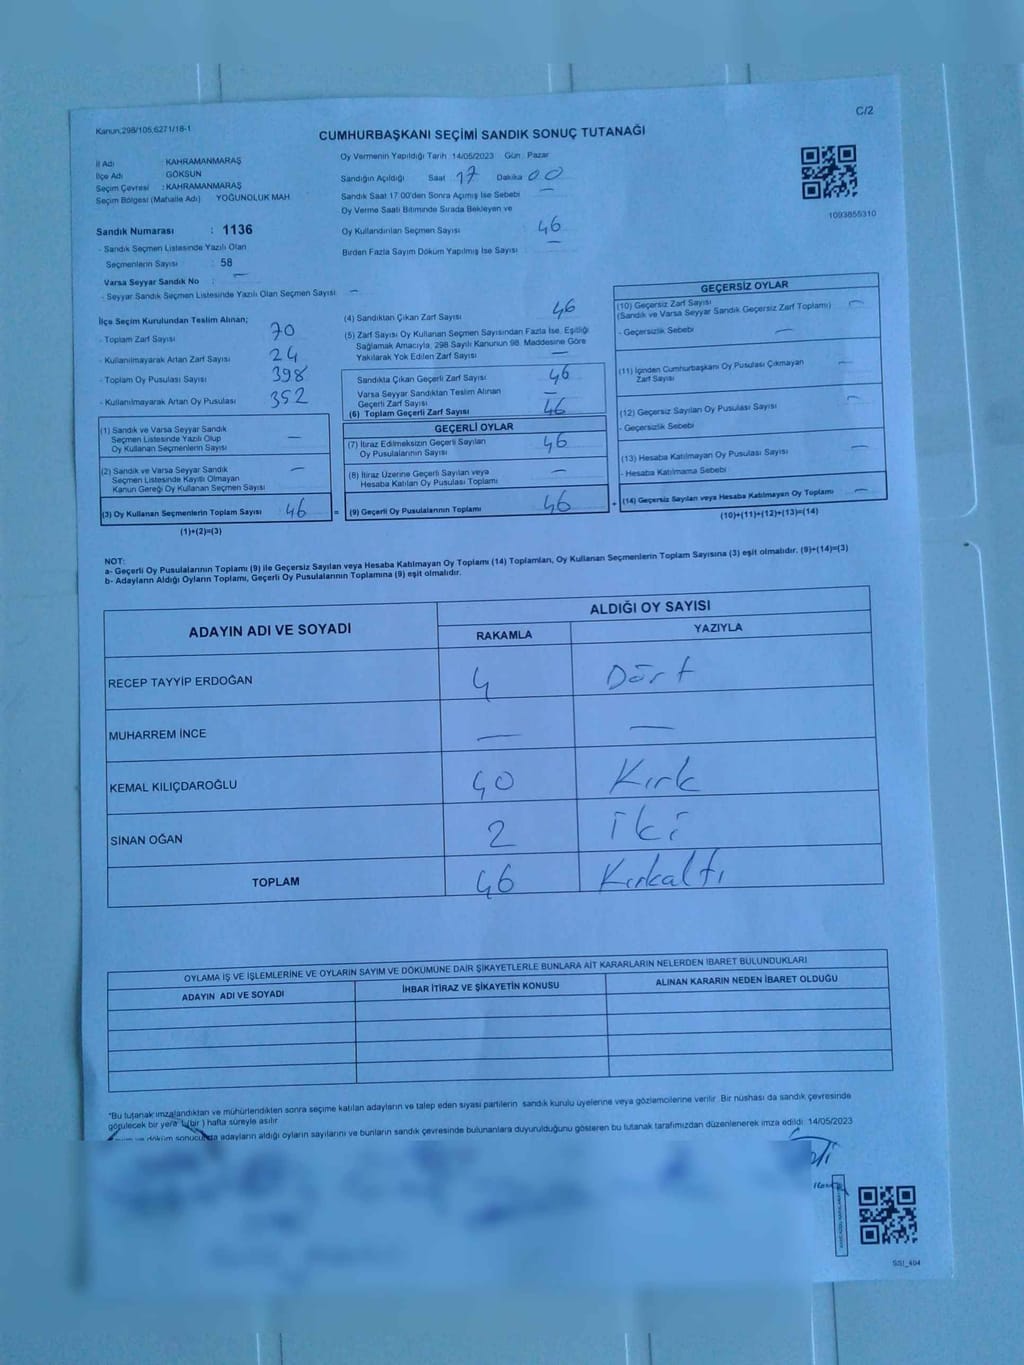 Kanun,298/105,6271/18-1
C/2
CUMHURBAŞKANI SEÇİMİ SANDIK SONUÇ TUTANAĞI
İl Adı KAHRAMANMARAŞ
İlçe Adı GÖKSUN
Seçim Çevresi : KAHRAMANMARAŞ
Seçim Bölgesi (Mahalle Adı) YOĞUNOLUK MAH.
Oy Vermenin Yapıldığı Tarih 14/05/2023 Gün : Pazar
Sandığın Açıldığı Saat 17 Dakika 00
Sandık Saat 17.00'den Sonra Açımış İse Sebebi —
Oy Verme Saati Bitiminde Sırada Bekleyen ve
Oy Kullandırılan Seçmen Sayısı : 46
Birden Fazla Sayım Döküm Yapılmış İse Sayısı : —
1093855310
Sandık Numarası : 1136
- Sandık Seçmen Listesinde Yazılı Olan
Seçmenlerin Sayısı : 58
Varsa Seyyar Sandık No : —
- Seyyar Sandık Seçmen Listesinde Yazılı Olan Seçmen Sayısı : —
İlçe Seçim Kurulundan Teslim Alınan;
- Toplam Zarf Sayısı : 70
- Kullanılmayarak Artan Zarf Sayısı : 24
- Toplam Oy Pusulası Sayısı : 398
- Kullanılmayarak Artan Oy Pusulası : 352
(1) Sandık ve Varsa Seyyar Sandık
Seçmen Listesinde Yazılı Olup
Oy Kullanan Seçmenlerin Sayısı —
(2) Sandık ve Varsa Seyyar Sandık
Seçmen Listesinde Kayıtlı Olmayan
Kanun Gereği Oy Kullanan Seçmen Sayısı —
(3) Oy Kullanan Seçmenlerin Toplam Sayısı 46 =
(1)+(2)=(3)
(4) Sandıktan Çıkan Zarf Sayısı : 46
(5) Zarf Sayısı Oy Kullanan Seçmen Sayısından Fazla İse, Eşitliği
Sağlamak Amacıyla, 298 Sayılı Kanunun 98. Maddesine Göre
Yakılarak Yok Edilen Zarf Sayısı : —
Sandıkta Çıkan Geçerli Zarf Sayısı : 46
Varsa Seyyar Sandıktan Teslim Alınan
Geçerli Zarf Sayısı : —
(6) Toplam Geçerli Zarf Sayısı : 46
GEÇERLİ OYLAR
(7) İtiraz Edilmeksizin Geçerli Sayılan
Oy Pusulalarının Sayısı 46
(8) İtiraz Üzerine Geçerli Sayılan veya
Hesaba Katılan Oy Pusulası Toplamı —
(9) Geçerli Oy Pusulalarının Toplamı 46 +
GEÇERSİZ OYLAR
(10) Geçersiz Zarf Sayısı
(Sandık ve Varsa Seyyar Sandık Geçersiz Zarf Toplamı) : —
- Geçersizlik Sebebi : —
(11) İçinden Cumhurbaşkanı Oy Pusulası Çıkmayan
Zarf Sayısı : —
(12) Geçersiz Sayılan Oy Pusulası Sayısı : —
- Geçersizlik Sebebi
(13) Hesaba Katılmayan Oy Pusulası Sayısı : —
- Hesaba Katılmama Sebebi
(14) Geçersiz Sayılan veya Hesaba Katılmayan Oy Toplamı : —
(10)+(11)+(12)+(13)=(14)
NOT:
a- Geçerli Oy Pusulalarının Toplamı (9) ile Geçersiz Sayılan veya Hesaba Katılmayan Oy Toplamı (14) Toplamları, Oy Kullanan Seçmenlerin Toplam Sayısına (3) eşit olmalıdır. (9)+(14)=(3)
b- Adayların Aldığı Oyların Toplamı, Geçerli Oy Pusulalarının Toplamına (9) eşit olmalıdır.
ADAYIN ADI VE SOYADI ALDIĞI OY SAYISI
RAKAMLA YAZIYLA
RECEP TAYYİP ERDOĞAN 4 Dört
MUHARREM İNCE — —
KEMAL KILIÇDAROĞLU 40 Kırk
SİNAN OĞAN 2 iki
TOPLAM 46 Kırkaltı
OYLAMA İŞ VE İŞLEMLERİNE VE OYLARIN SAYIM VE DÖKÜMÜNE DAİR ŞİKAYETLERLE BUNLARA AİT KARARLARIN NELERDEN İBARET BULUNDUKLARI
ADAYIN ADI VE SOYADI İHBAR İTİRAZ VE ŞİKAYETİN KONUSU ALINAN KARARIN NEDEN İBARET OLDUĞU
"Bu tutanak imzalandıktan ve mühürlendikten sonra seçime katılan adayların ve talep eden siyasi partilerin sandık kurulu üyelerine veya gözlemcilerine verilir. Bir nüshası da sandık çevresinde
görülecek bir yere 1 (bir) hafta süreyle asılır.
döküm sonucunda adayların aldığı oyların sayılarını ve bunların sandık çevresinde bulunanlara duyurulduğunu gösteren bu tutanak tarafımızdan düzenlenerek imza edildi. 14/05/2023
SSI_404